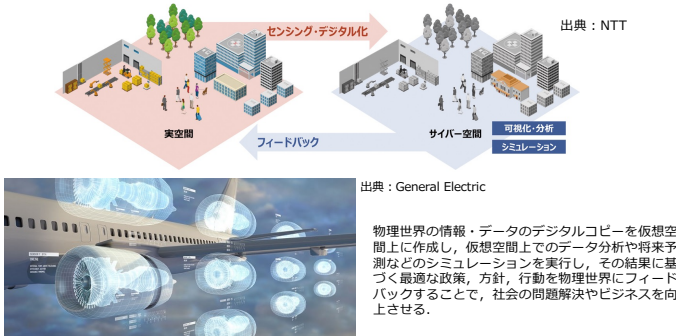 センシング・デジタル化
出典：NTT
実空間
サイバー空間
可視化・分析
シミュレーション
フィードバック
出典：General Electric
物理世界の情報・データのデジタルコピーを仮想空
間上に作成し，仮想空間上でのデータ分析や将来予
測などのシミュレーションを実行し，その結果に基
づく最適な政策，方針，行動を物理世界にフィード
バックすることで，社会の問題解決やビジネスを向
上させる．